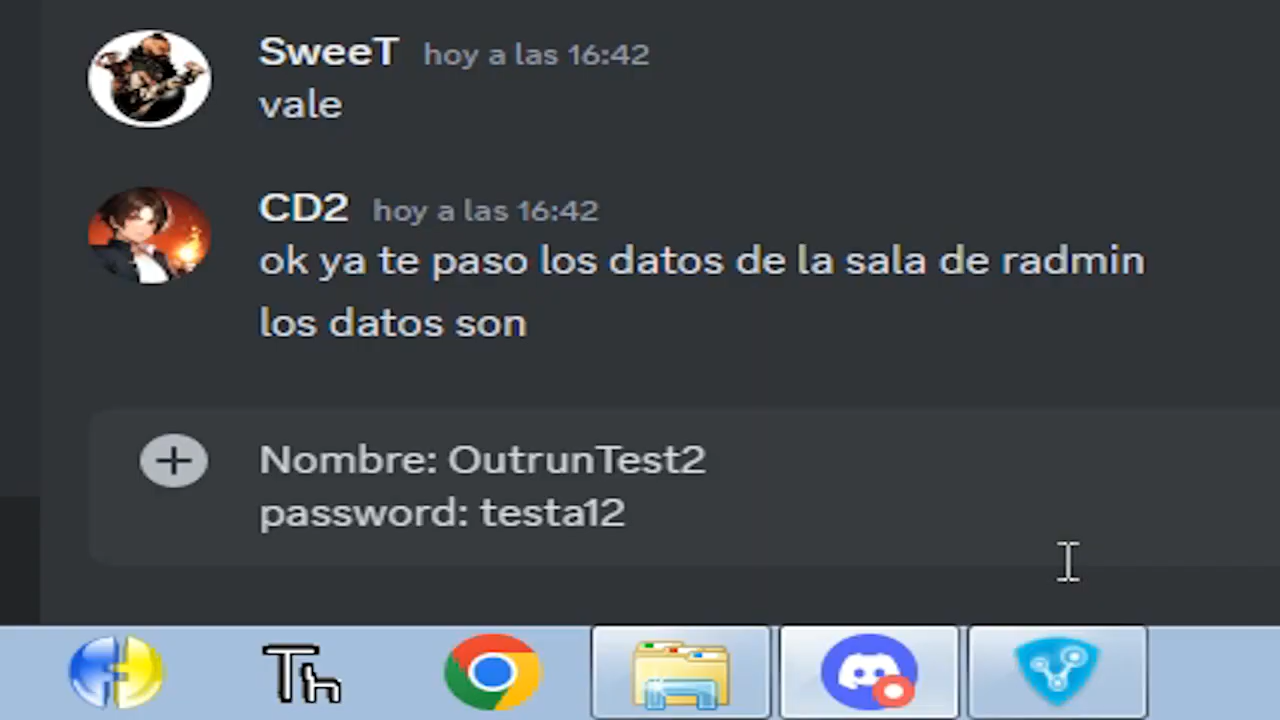 SweeT hoy a las 16:42
vale
CD2 hoy a las 16:42
ok ya te paso los datos de la sala de radmin
los datos son
Nombre: OutrunTest2
password: testa12
Th